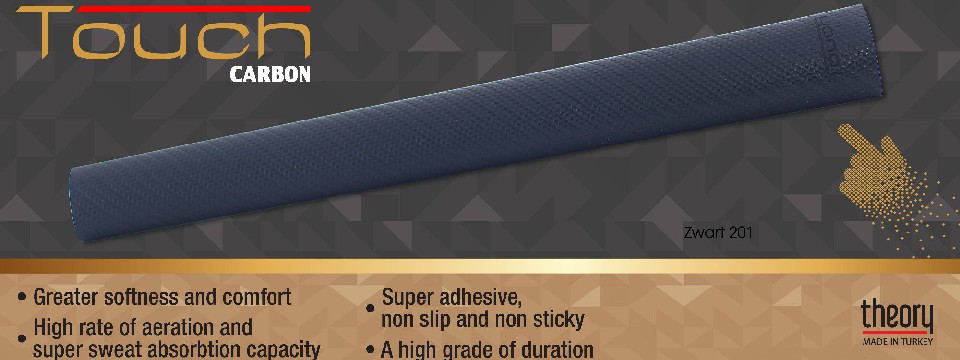 Touch
CARBON
Touch
Zwart 201
• Greater softness and comfort
• High rate of aeration and
super sweat absorbtion capacity
• Super adhesive,
non slip and non sticky
• A high grade of duration
theory
MADE IN TURKEY